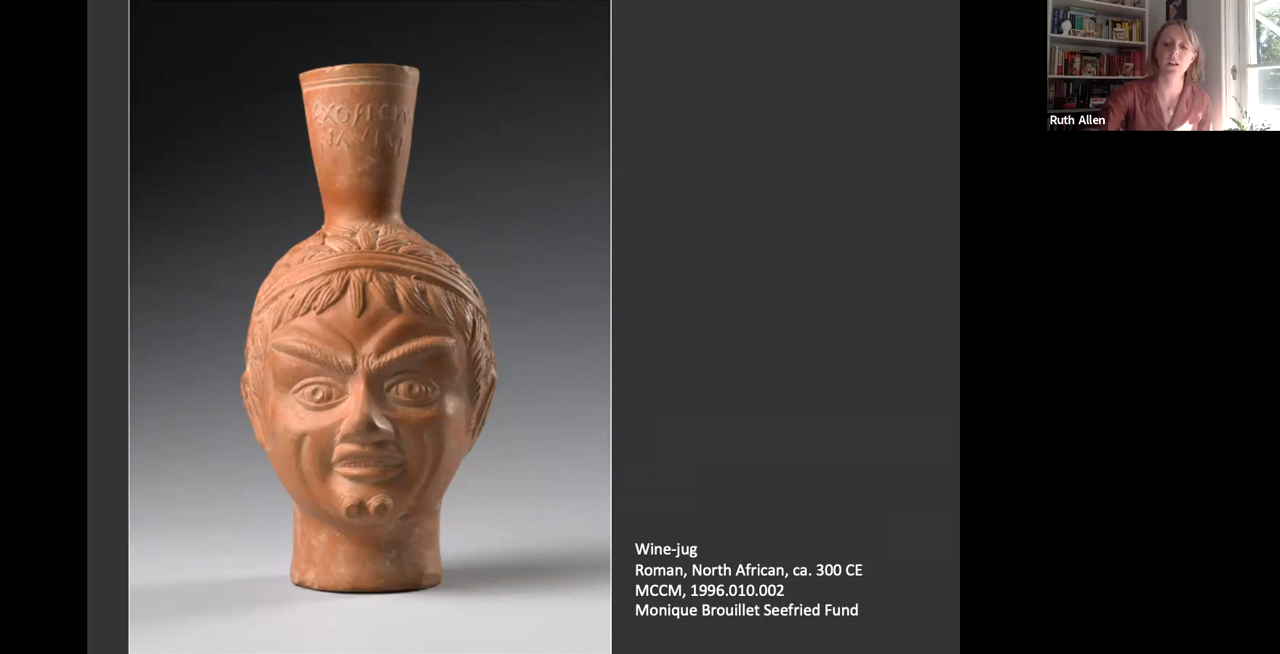 Wine-jug
Roman, North African, ca. 300 CE
MCCM, 1996.010.002
Monique Brouillet Seefried Fund
Ruth Allen